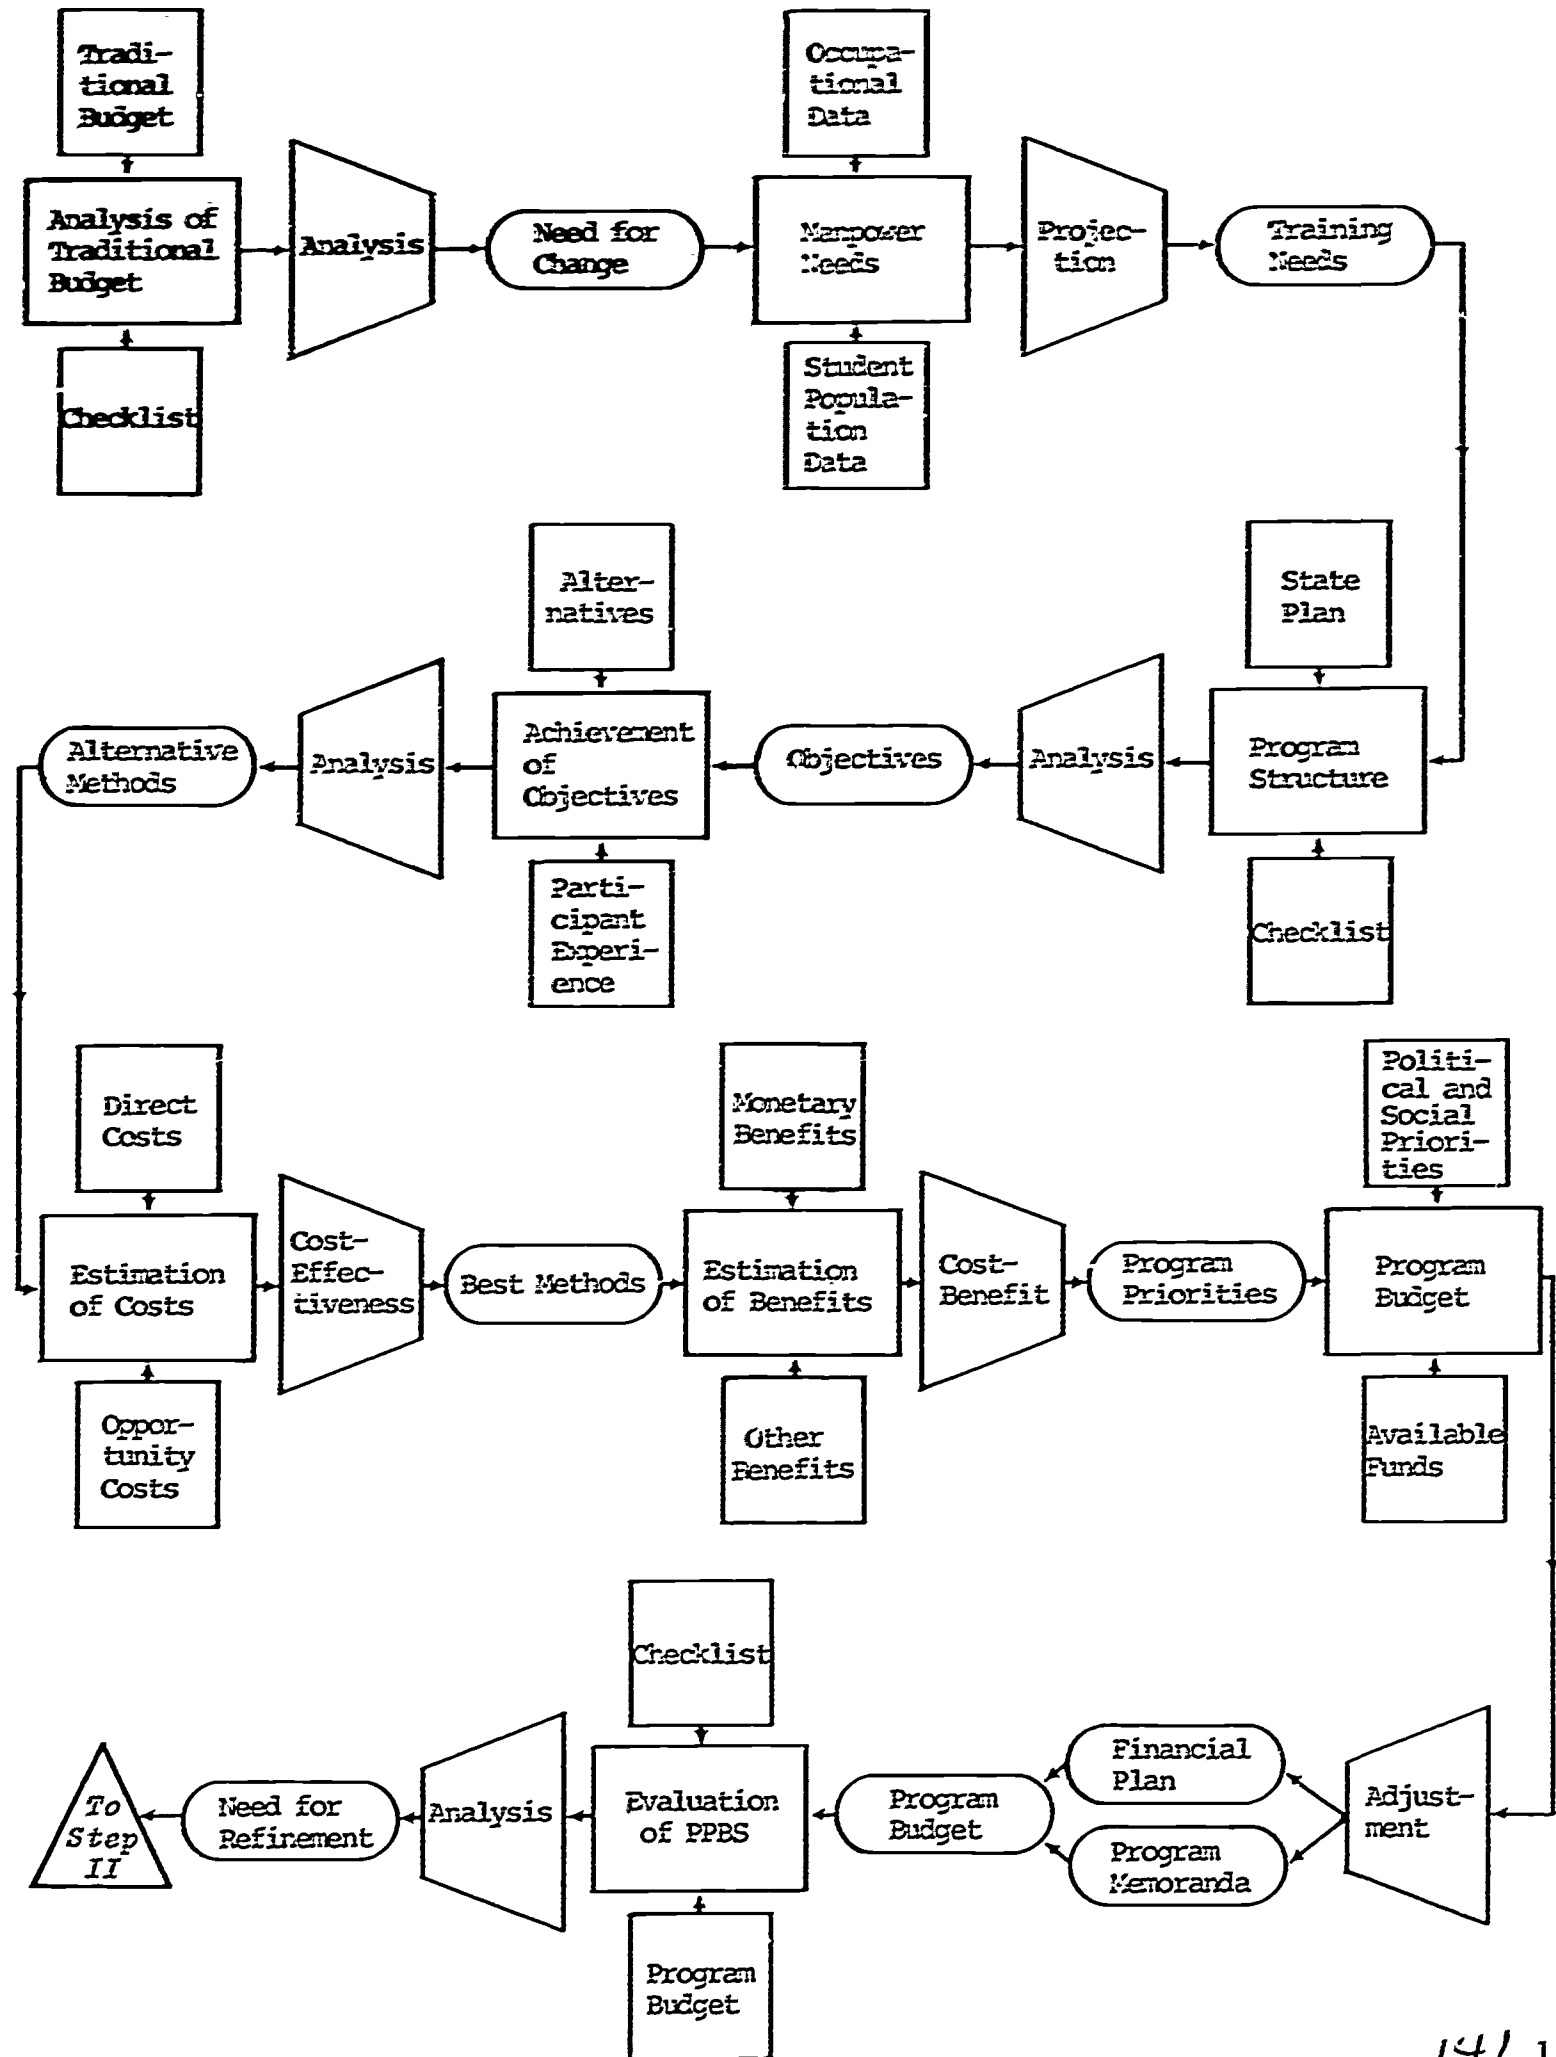 Tradi-
tional
Budget
Analysis of
Traditional
Budget
Checklist
Analysis
Need for
Change
Occupa-
tional
Data
Manpower
Needs
Student
Popula-
tion
Data
Projec-
tion
Training
Needs
State
Plan
Program
Structure
Checklist
Analysis
Objectives
Alter-
natives
Achievement
of
Objectives
Parti-
cipant
Experi-
ence
Analysis
Alternative
Methods
Direct
Costs
Estimation
of Costs
Oppor-
tunity
Costs
Cost-
Effec-
tiveness
Best Methods
Monetary
Benefits
Estimation
of Benefits
Other
Benefits
Cost-
Benefit
Program
Priorities
Politi-
cal and
Social
Priori-
ties
Program
Budget
Available
Funds
Adjust-
ment
Financial
Plan
Program
Memoranda
Program
Budget
Checklist
Evaluation
of PPBS
Program
Budget
Analysis
Need for
Refinement
To
Step
II